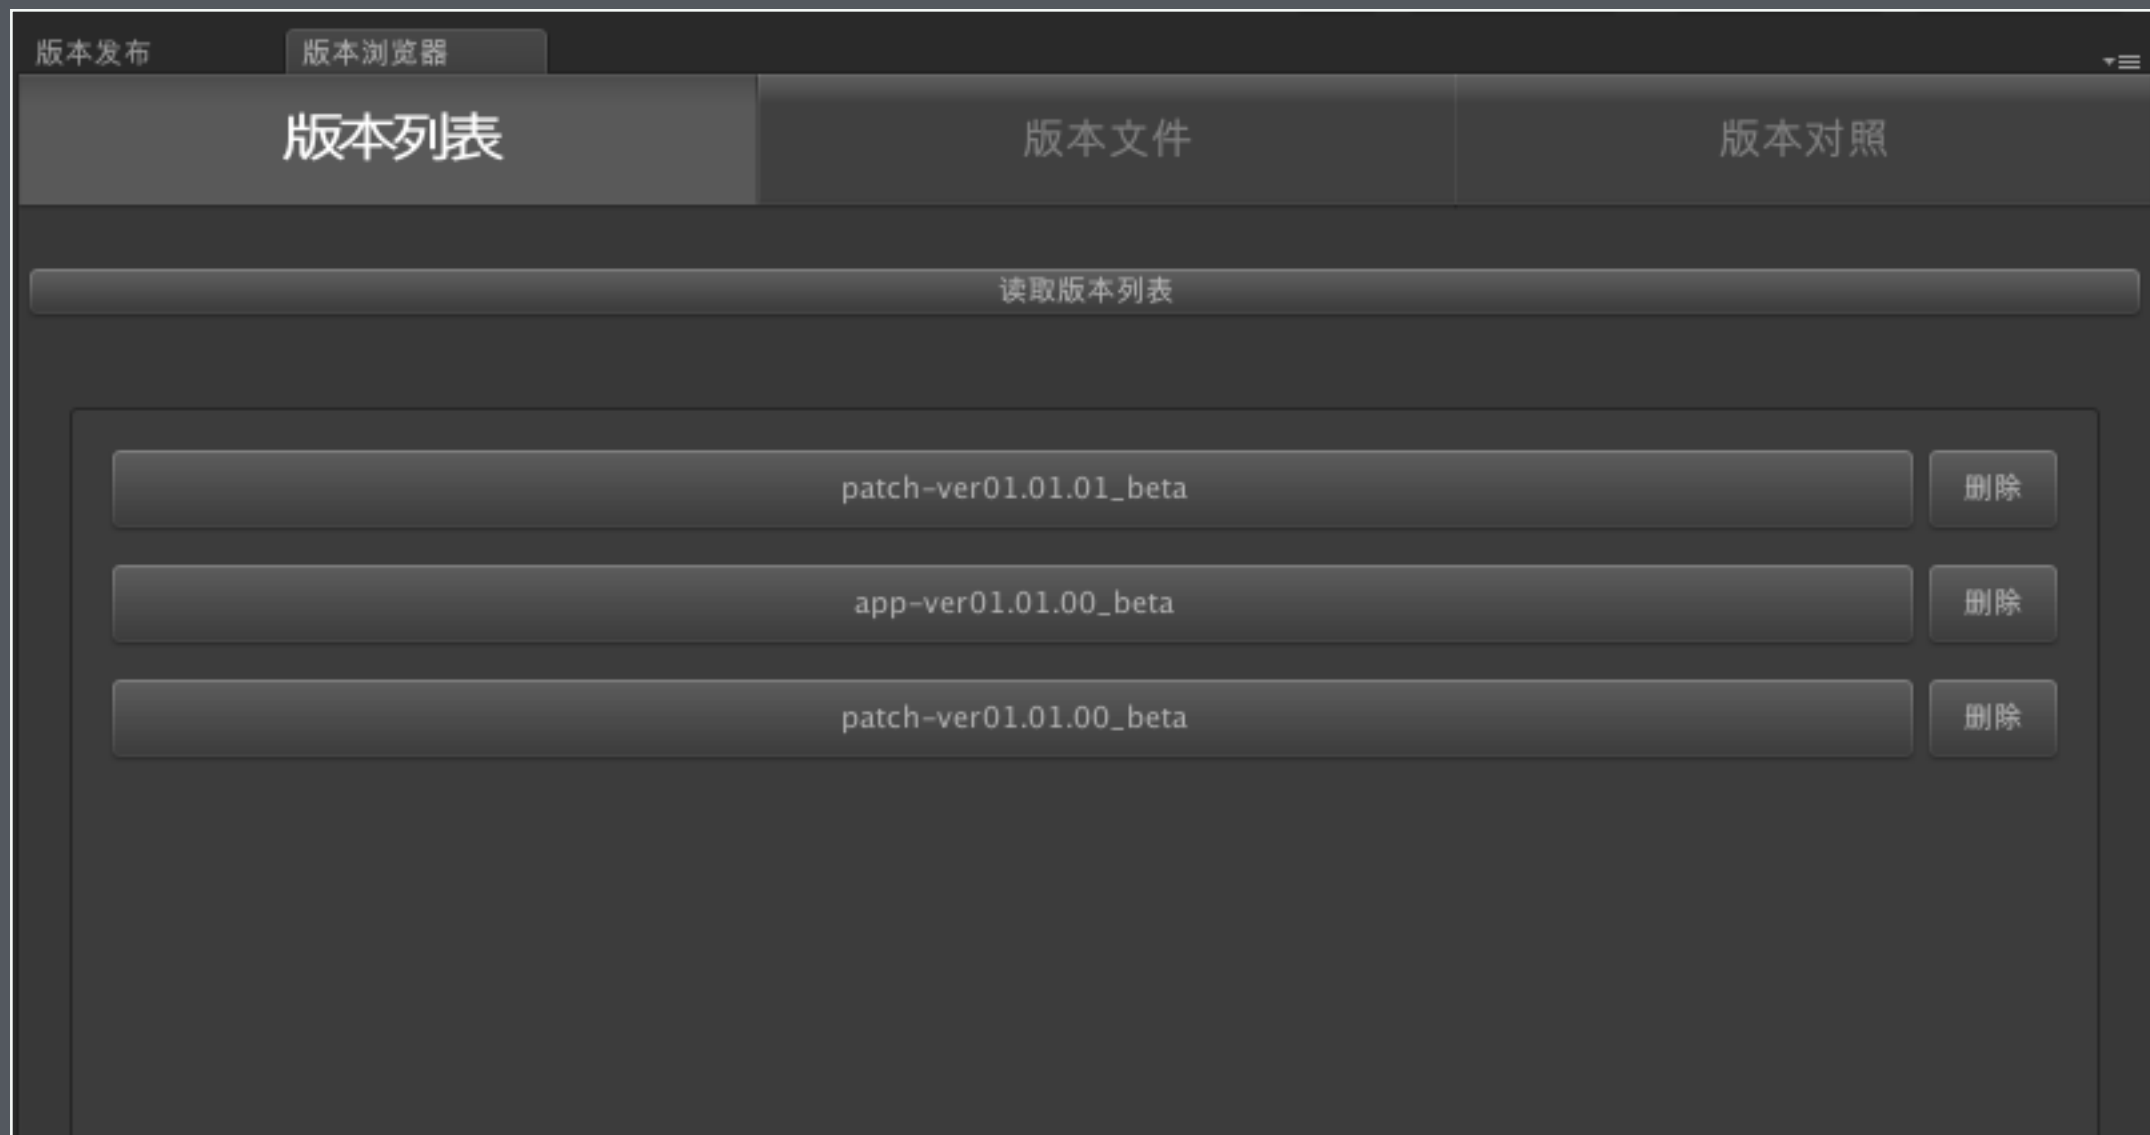 版本发布 版本浏览器
版本列表 版本文件 版本对照
读取版本列表
patch-ver01.01.01_beta 删除
app-ver01.01.00_beta 删除
patch-ver01.01.00_beta 删除